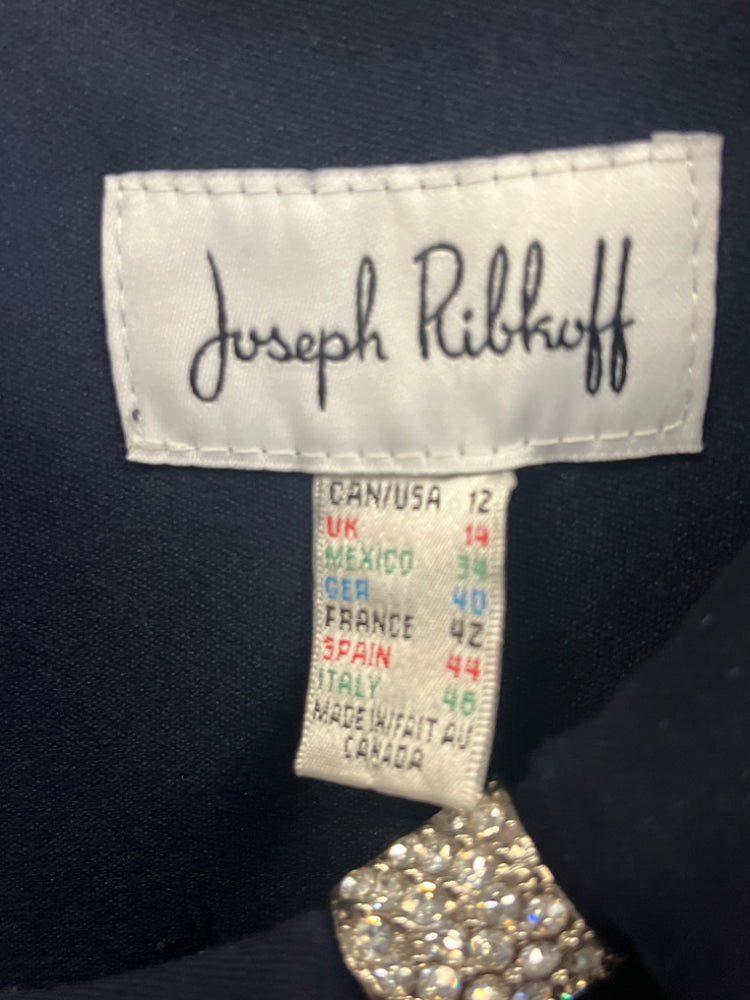 Joseph Ribkoff
CAN/USA 12
UK 14
MEXICO 34
GER 40
FRANCE 42
SPAIN 44
ITALY 46
MADE IN/FAIT AU
CANADA